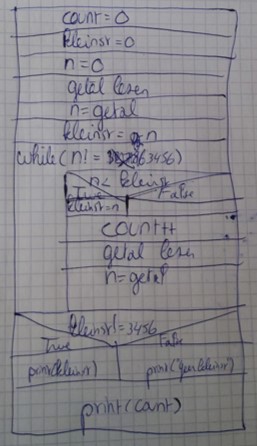 count = 0
kleinst = 0
n = 0
getal lezen
n = getal
kleinst = n
while(n != 3456)
n < kleinst
True False
kleinst = n
count++
getal lezen
n = getal
kleinst != 3456
True False
print(kleinst) print("geen kleinst")
print(count)